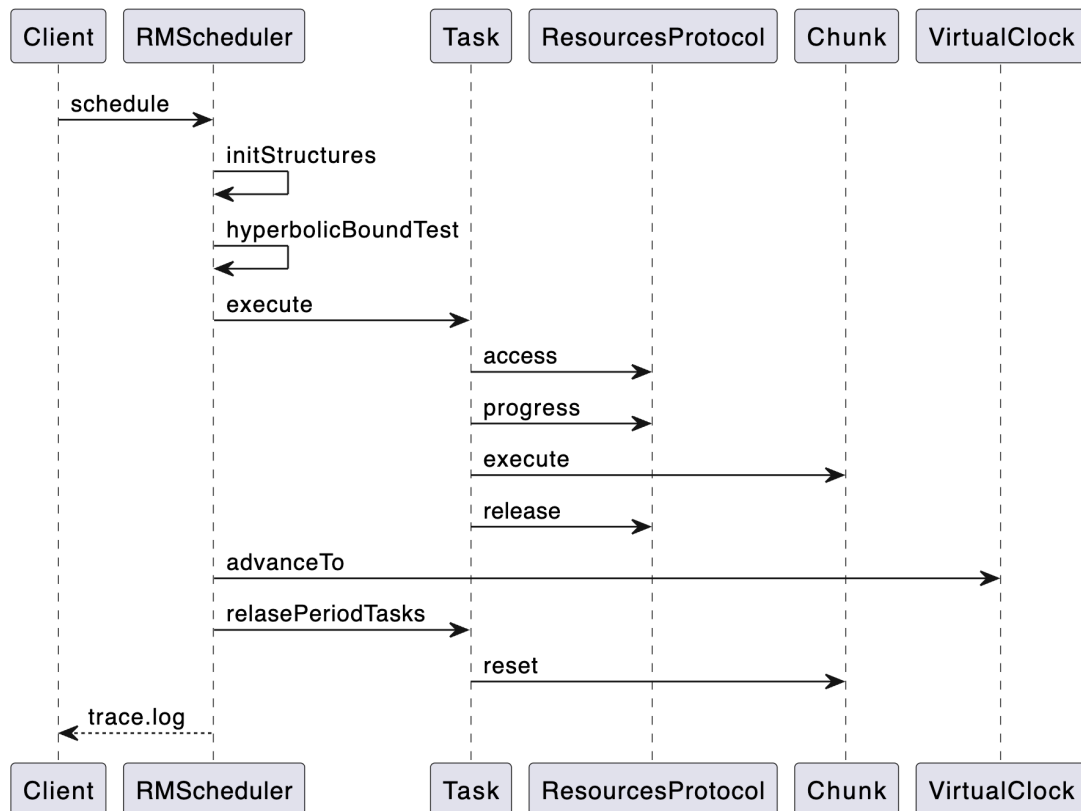 Client RMScheduler Task ResourcesProtocol Chunk VirtualClock
schedule
initStructures
hyperbolicBoundTest
execute
access
progress
execute
release
advanceTo
relasePeriodTasks
reset
trace.log
Client RMScheduler Task ResourcesProtocol Chunk VirtualClock